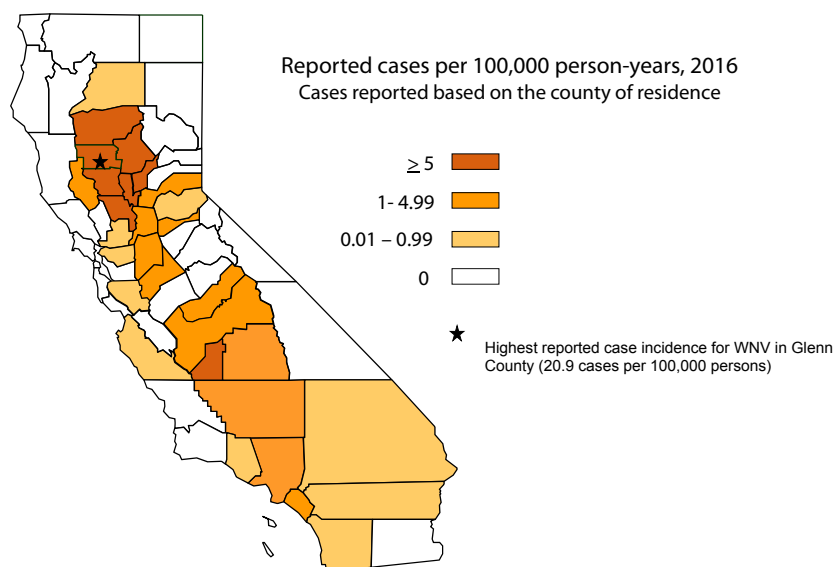 Reported cases per 100,000 person-years, 2016
Cases reported based on the county of residence
≥ 5
1- 4.99
0.01 – 0.99
0
Highest reported case incidence for WNV in Glenn
County (20.9 cases per 100,000 persons)